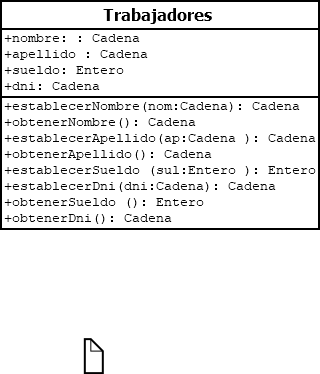 Trabajadores
+nombre: : Cadena
+apellido : Cadena
+sueldo: Entero
+dni: Cadena
+establecerNombre(nom:Cadena): Cadena
+obtenerNombre(): Cadena
+establecerApellido(ap:Cadena ): Cadena
+obtenerApellido(): Cadena
+establecerSueldo (sul:Entero ): Entero
+establecerDni(dni:Cadena): Cadena
+obtenerSueldo (): Entero
+obtenerDni(): Cadena